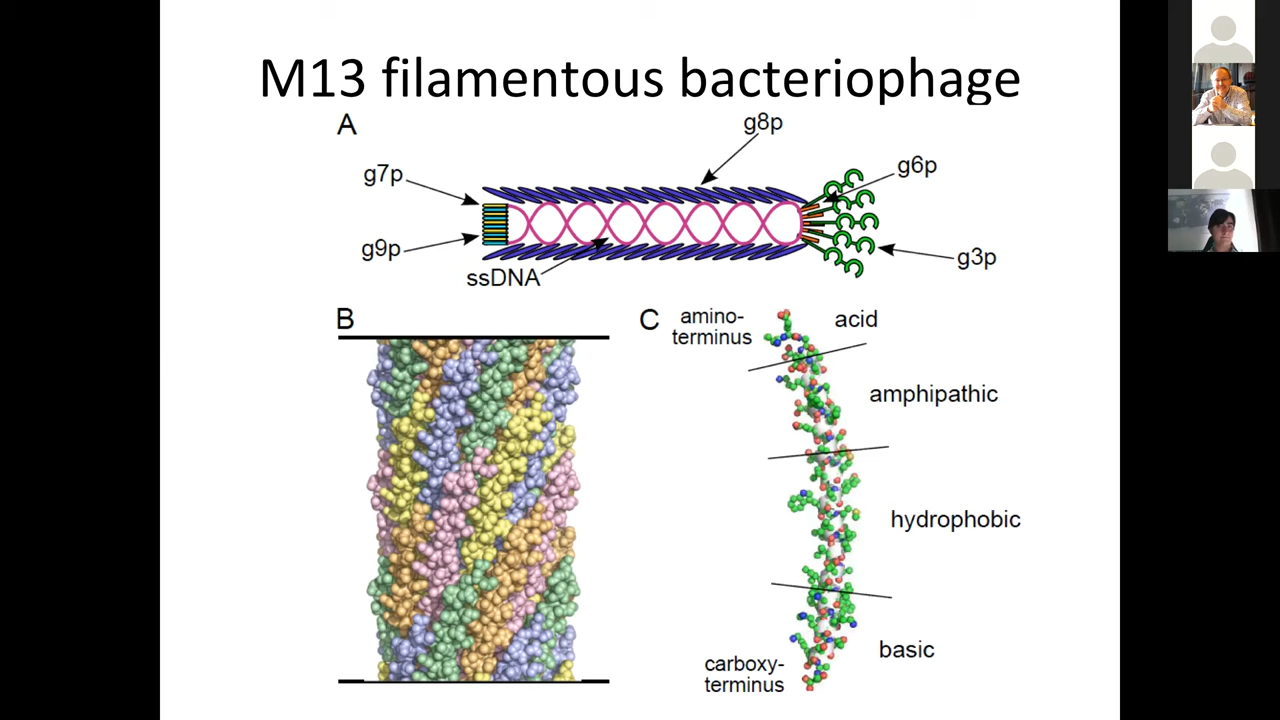 M13 filamentous bacteriophage
A
g8p
g7p
g6p
g9p
ssDNA
g3p
B
C
amino-
terminus
acid
amphipathic
hydrophobic
basic
carboxy-
terminus